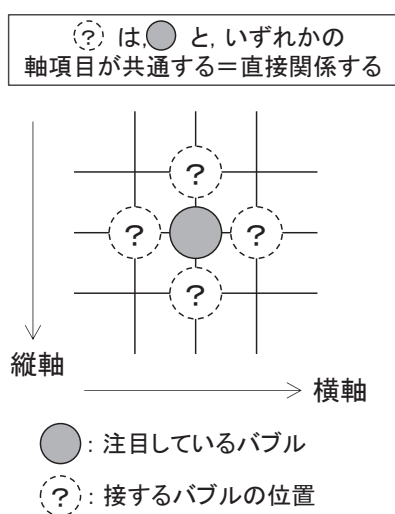 ? は,と, いずれかの
軸項目が共通する＝直接関係する
?
? ?
?
縦軸
横軸
: 注目しているバブル
? : 接するバブルの位置